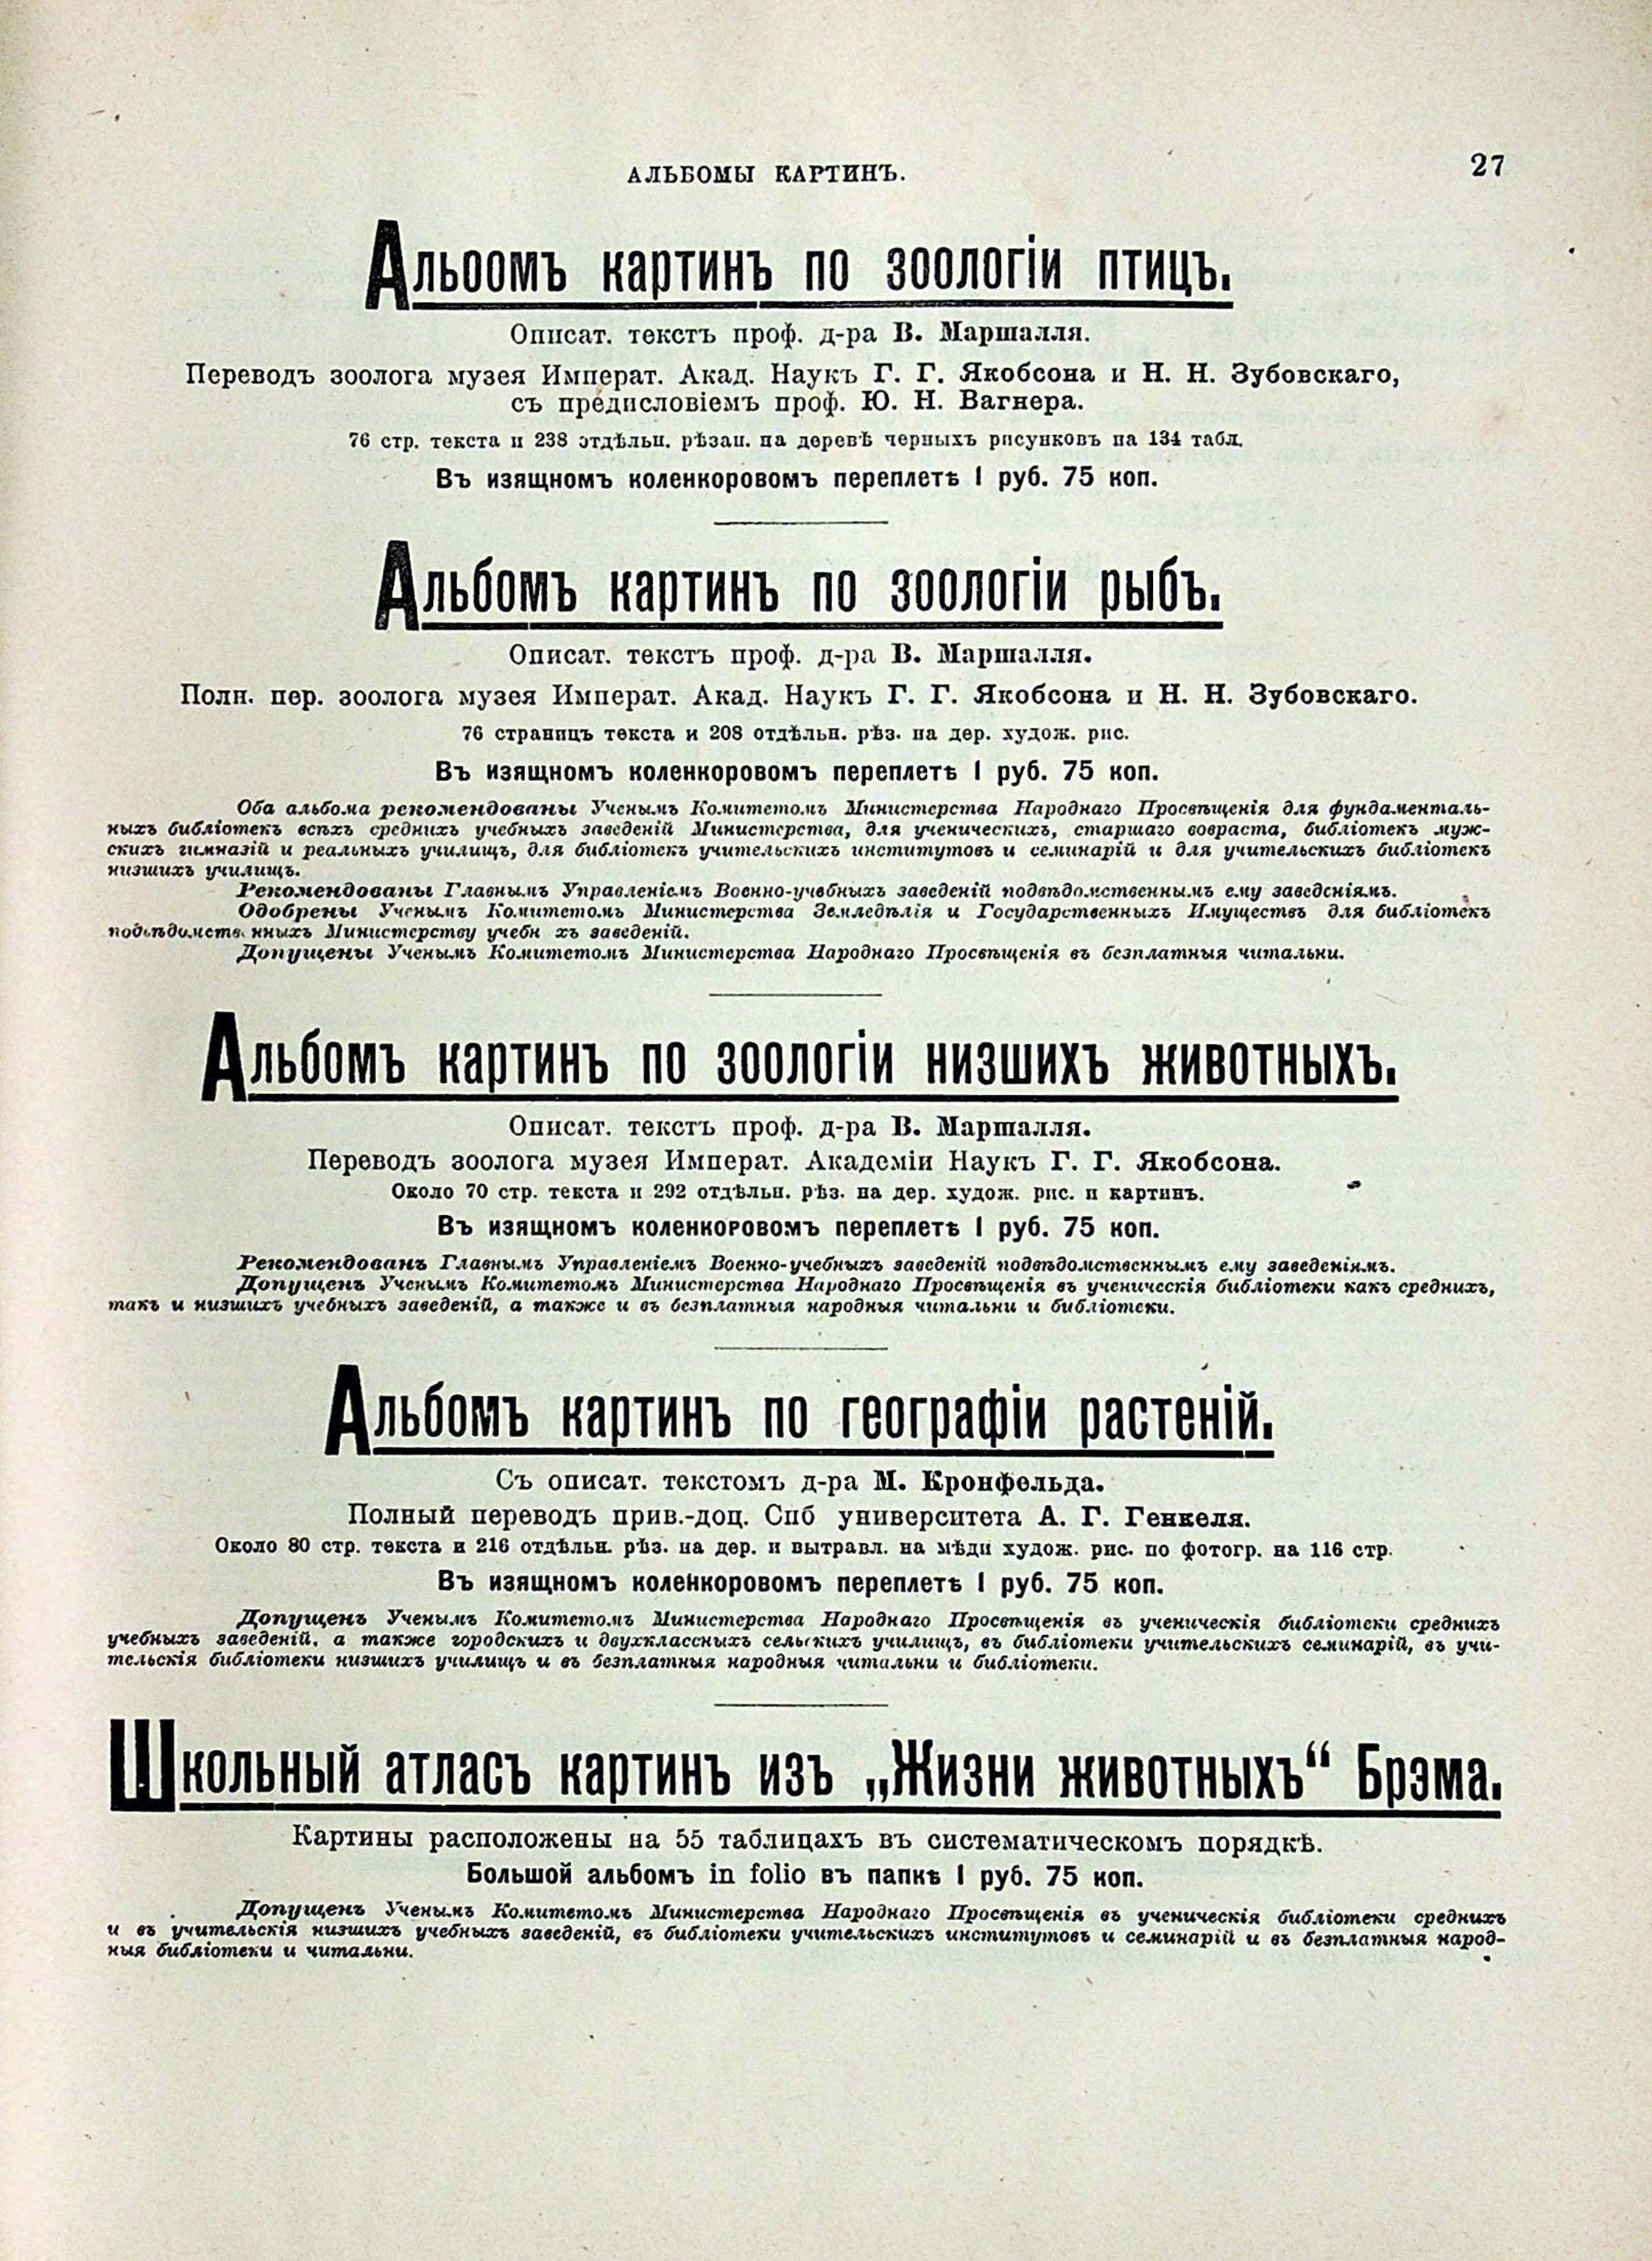 АЛЬБОМЫ КАРТИНЪ.
27
Альбомъ картинъ по зоологіи птицъ.
Описат. текстъ проф. д-ра В. Маршалля.
Переводъ зоолога музея Императ. Акад. Наукъ Г. Г. Якобсона и Н. Н. Зубовскаго,
съ предисловіемъ проф. Ю. Н. Вагнера.
76 стр. текста и 238 отдѣльн. рѣзан. на деревѣ черныхъ рисунковъ на 134 табл.
Въ изящномъ коленкоровомъ переплетѣ 1 руб. 75 коп.
Альбомъ картинъ по зоологіи рыбъ.
Описат. текстъ проф. д-ра В. Маршалля.
Полн. пер. зоолога музея Императ. Акад. Наукъ Г. Г. Якобсона и Н. Н. Зубовскаго.
76 страницъ текста и 208 отдѣльн. рѣз. на дер. худож. рис.
Въ изящномъ коленкоровомъ переплетѣ 1 руб. 75 коп.
Оба альбома рекомендованы Ученымъ Комитетомъ Министерства Народнаго Просвѣщенія для фундаменталь-
ныхъ библіотекъ всѣхъ среднихъ учебныхъ заведеній Министерства, для ученическихъ, старшаго возраста, библіотекъ муж-
скихъ гимназій и реальныхъ училищъ, для библіотекъ учительскихъ институтовъ и семинарій и для учительскихъ библіотекъ
низшихъ училищъ.
Рекомендованы Главнымъ Управленіемъ Военно-учебныхъ заведеній подвѣдомственнымъ ему заведеніямъ.
Одобрены Ученымъ Комитетомъ Министерства Земледѣлія и Государственныхъ Имуществъ для библіотекъ
подвѣдомств нныхъ Министерству учебн хъ заведеній.
Допущены Ученымъ Комитетомъ Министерства Народнаго Просвѣщенія въ безплатныя читальни.
Альбомъ картинъ по зоологіи низшихъ животныхъ.
Описат. текстъ проф. д-ра В. Маршалля.
Переводъ зоолога музея Императ. Академіи Наукъ Г. Г. Якобсона.
Около 70 стр. текста и 292 отдѣльн. рѣз. на дер. худож. рис. и картинъ.
Въ изящномъ коленкоровомъ переплетѣ 1 руб. 75 коп.
Рекомендованъ Главнымъ Управленіемъ Военно-учебныхъ заведеній подвѣдомственнымъ ему заведеніямъ.
Допущенъ Ученымъ Комитетомъ Министерства Народнаго Просвѣщенія въ ученическія библіотеки какъ среднихъ,
такъ и низшихъ учебныхъ заведеній, а также и въ безплатныя народныя читальни и библіотеки.
Альбомъ картинъ по географіи растеній.
Съ описат. текстомъ д-ра М. Кронфельда.
Полный переводъ прив.-доц. Спб университета А. Г. Генкеля.
Около 80 стр. текста и 216 отдѣльн. рѣз. на дер. и вытравл. на мѣди худож. рис. по фотогр. на 116 стр.
Въ изящномъ коленкоровомъ переплетѣ 1 руб. 75 коп.
Допущенъ Ученымъ Комитетомъ Министерства Народнаго Просвѣщенія въ ученическія библіотеки среднихъ
учебныхъ заведеній, а также городскихъ и двухклассныхъ сельскихъ училищъ, въ библіотеки учительскихъ семинарій, въ учи-
тельскія библіотеки низшихъ училищъ и въ безплатныя народныя читальни и библіотеки.
Школьный атласъ картинъ изъ „Жизни животныхъ“ Брэма.
Картины расположены на 55 таблицахъ въ систематическомъ порядкѣ.
Большой альбомъ in folio въ папкѣ 1 руб. 75 коп.
Допущенъ Ученымъ Комитетомъ Министерства Народнаго Просвѣщенія въ ученическія библіотеки среднихъ
и въ учительскія низшихъ учебныхъ заведеній, въ библіотеки учительскихъ институтовъ и семинарій и въ безплатныя народ-
ныя библіотеки и читальни.